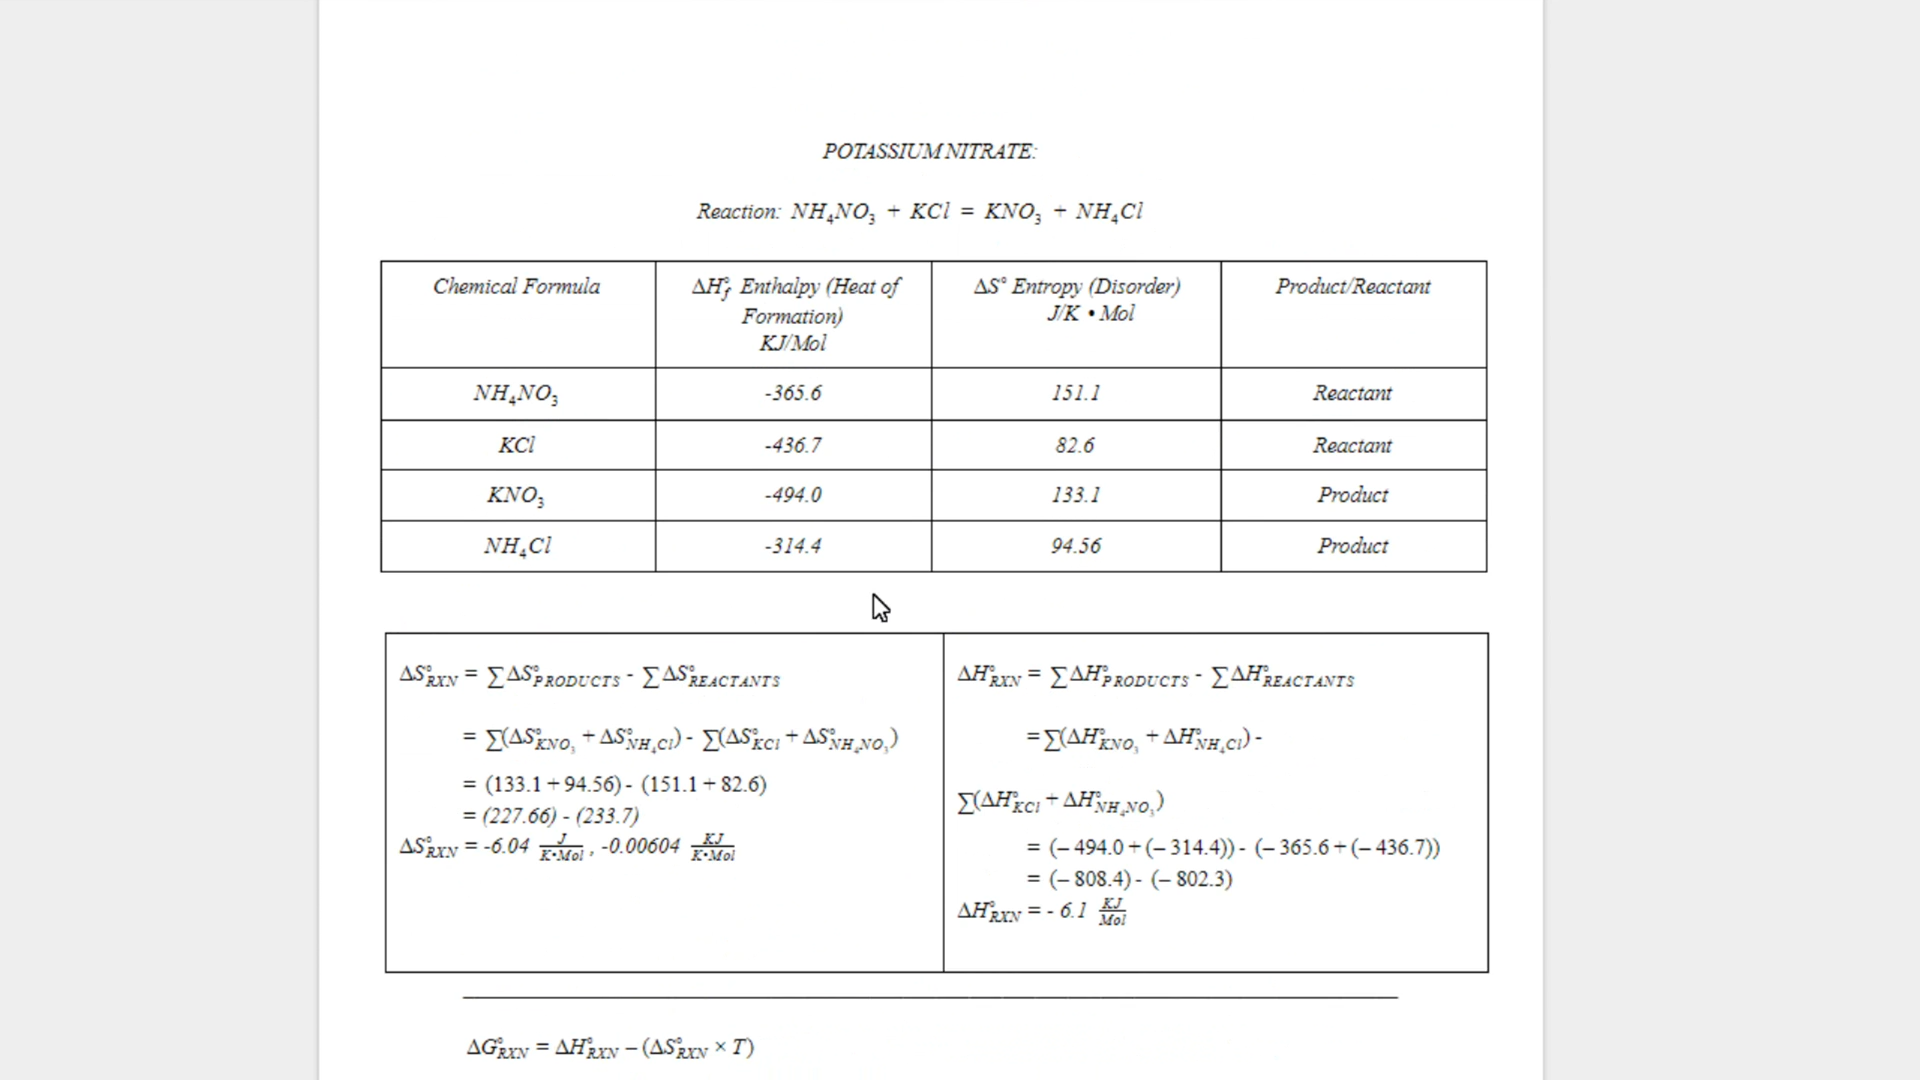 POTASSIUM NITRATE:
Reaction: NH₄NO₃ + KCl = KNO₃ + NH₄Cl
Chemical Formula
ΔH°f Enthalpy (Heat of
Formation)
KJ/Mol
ΔS° Entropy (Disorder)
J/K • Mol
Product/Reactant
NH₄NO₃ -365.6 151.1 Reactant
KCl -436.7 82.6 Reactant
KNO₃ -494.0 133.1 Product
NH₄Cl -314.4 94.56 Product
ΔS°RXN = ∑ΔS°PRODUCTS - ∑ΔS°REACTANTS
= ∑(ΔS°KNO₃ + ΔS°NH₄Cl) - ∑(ΔS°KCl + ΔS°NH₄NO₃)
= (133.1 + 94.56) - (151.1 + 82.6)
= (227.66) - (233.7)
ΔS°RXN = -6.04 J/K•Mol , -0.00604 KJ/K•Mol
ΔH°RXN = ∑ΔH°PRODUCTS - ∑ΔH°REACTANTS
=∑(ΔH°KNO₃ + ΔH°NH₄Cl) -
∑(ΔH°KCl + ΔH°NH₄NO₃)
= (– 494.0 + (– 314.4)) - (– 365.6 + (– 436.7))
= (– 808.4) - (– 802.3)
ΔH°RXN = - 6.1 KJ/Mol
ΔG°RXN = ΔH°RXN – (ΔS°RXN × T)